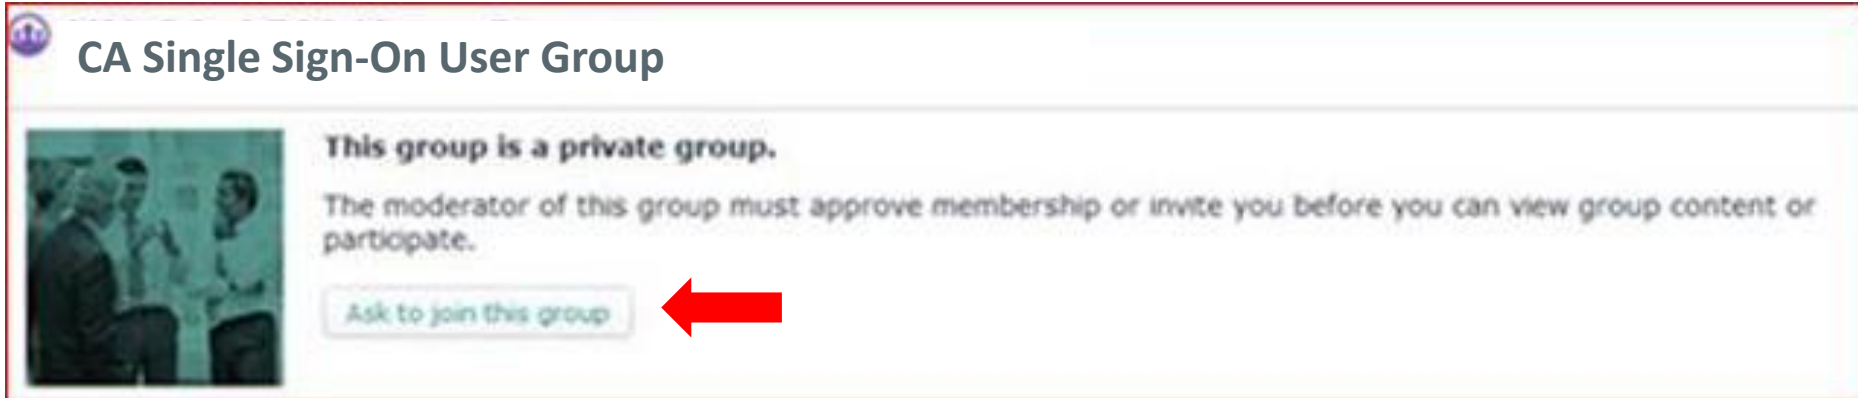 CA Single Sign-On User Group
This group is a private group.
The moderator of this group must approve membership or invite you before you can view group content or
participate.
Ask to join this group